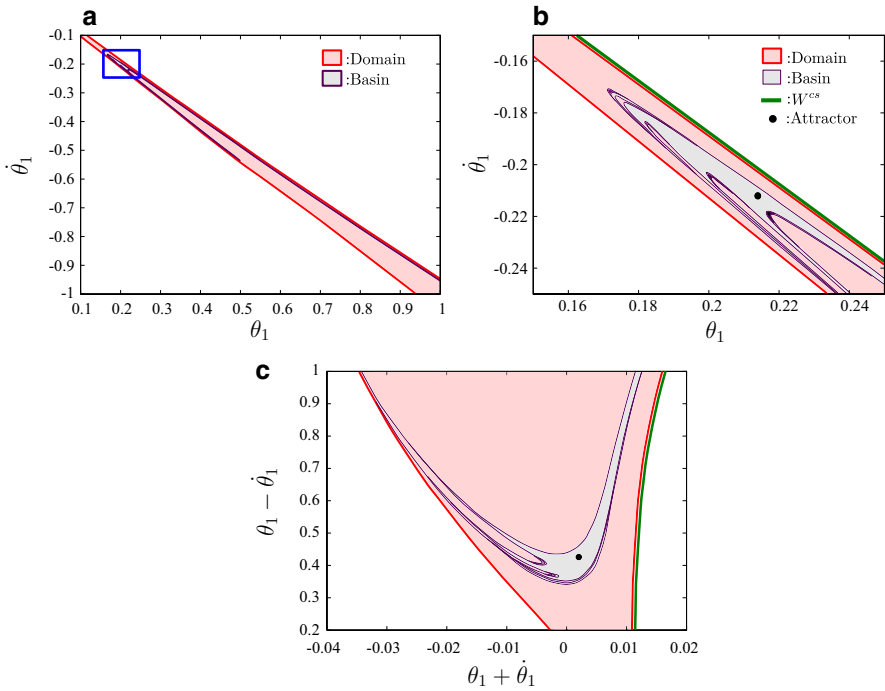 a
-0.1
-0.2
-0.3
-0.4
-0.5
-0.6
-0.7
-0.8
-0.9
-1
0.1 0.2 0.3 0.4 0.5 0.6 0.7 0.8 0.9 1
θ̇₁
θ₁
:Domain
:Basin
b
-0.16
-0.18
-0.2
-0.22
-0.24
0.16 0.18 0.2 0.22 0.24
θ̇₁
θ₁
:Domain
:Basin
:Wᶜˢ
:Attractor
c
1
0.9
0.8
0.7
0.6
0.5
0.4
0.3
0.2
-0.04 -0.03 -0.02 -0.01 0 0.01 0.02
θ₁ − θ̇₁
θ₁ + θ̇₁